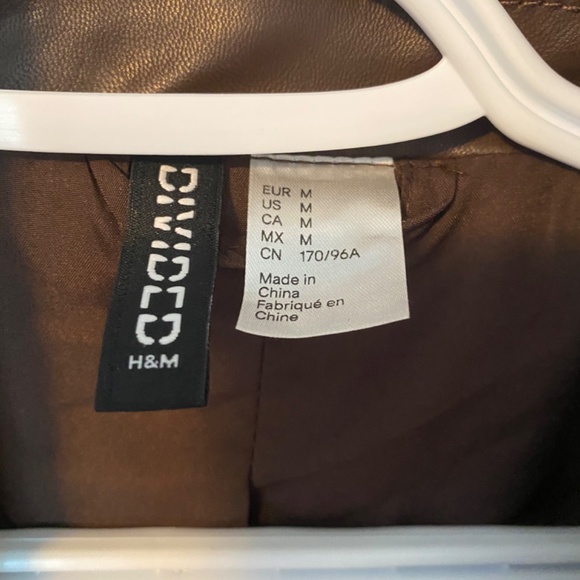 DIVIDED
H&M
EUR M
US M
CA M
MX M
CN 170/96A
Made in
China
Fabriqué en
Chine